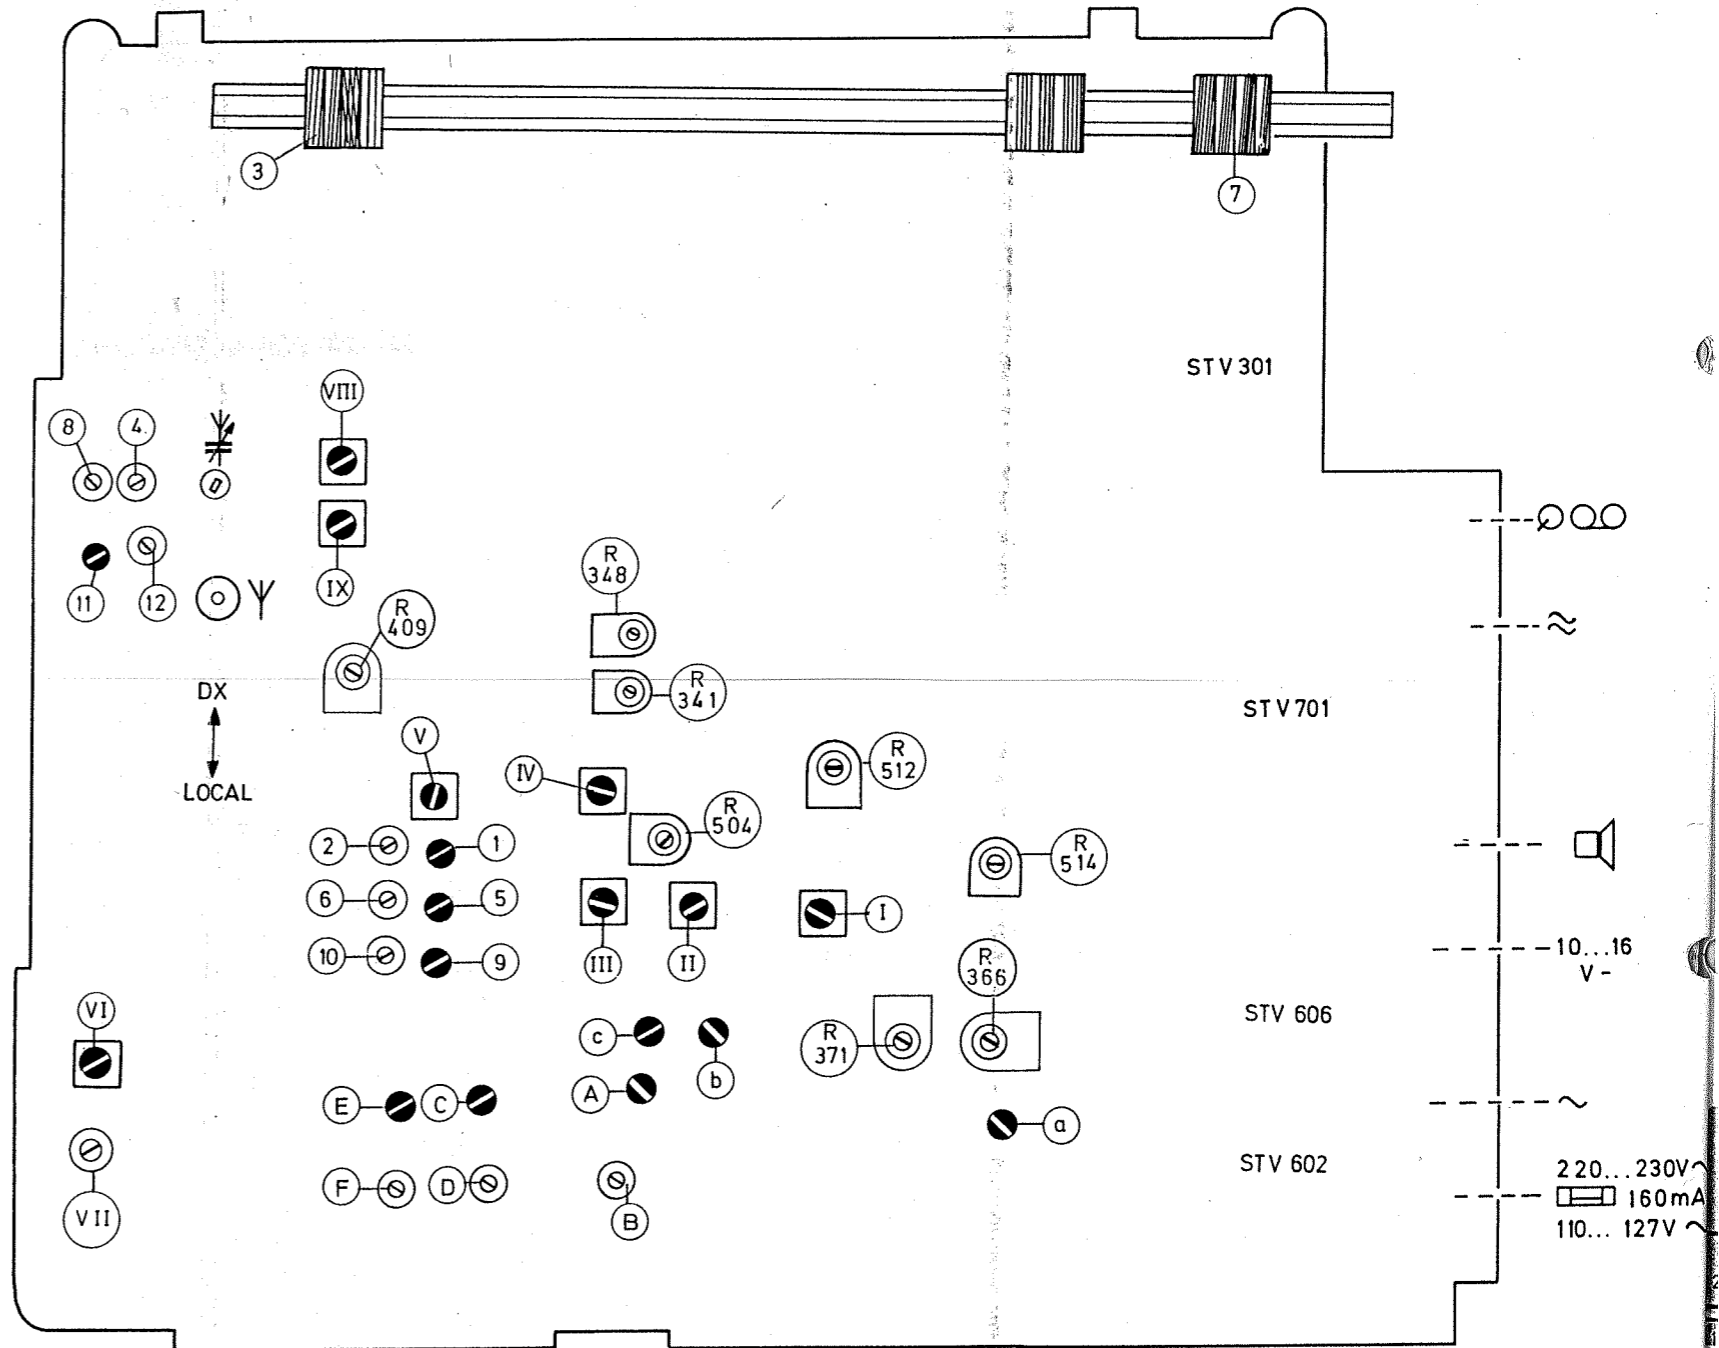 3
7
STV 301
VIII
8
4
IX
11
12
R
348
R
409
R
341
DX
STV 701
LOCAL
V
IV
R
512
R
504
2
1
R
514
6
5
I
10
9
III
II
10...16
V -
R
366
VI
STV 606
c
R
371
b
E
C
A
a
STV 602
220...230V~
F
D
160mA
VII
B
110...127V ~